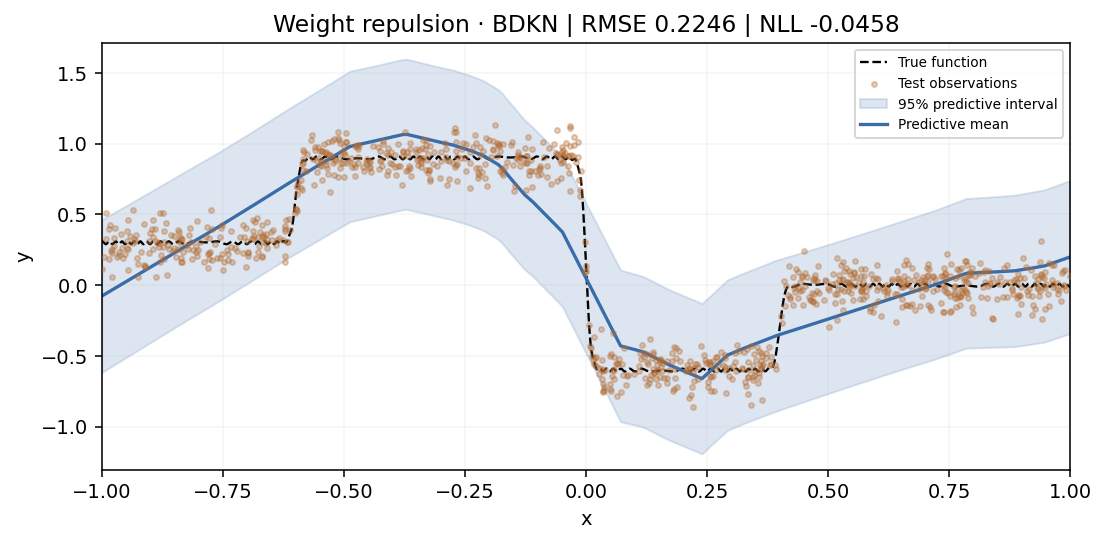 Weight repulsion · BDKN | RMSE 0.2246 | NLL -0.0458
True function
Test observations
95% predictive interval
Predictive mean
y
1.5
1.0
0.5
0.0
−0.5
−1.0
−1.00
−0.75
−0.50
−0.25
0.00
0.25
0.50
0.75
1.00
x